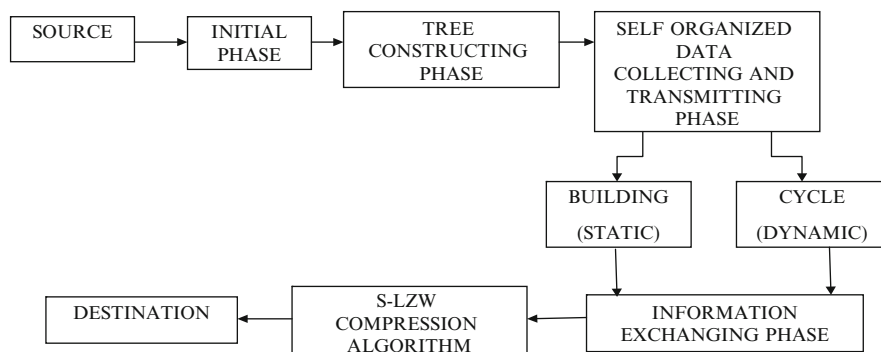 SOURCE
INITIAL
PHASE
TREE
CONSTRUCTING
PHASE
SELF ORGANIZED
DATA
COLLECTING AND
TRANSMITTING
PHASE
BUILDING
(STATIC)
CYCLE
(DYNAMIC)
DESTINATION
S-LZW
COMPRESSION
ALGORITHM
INFORMATION
EXCHANGING PHASE